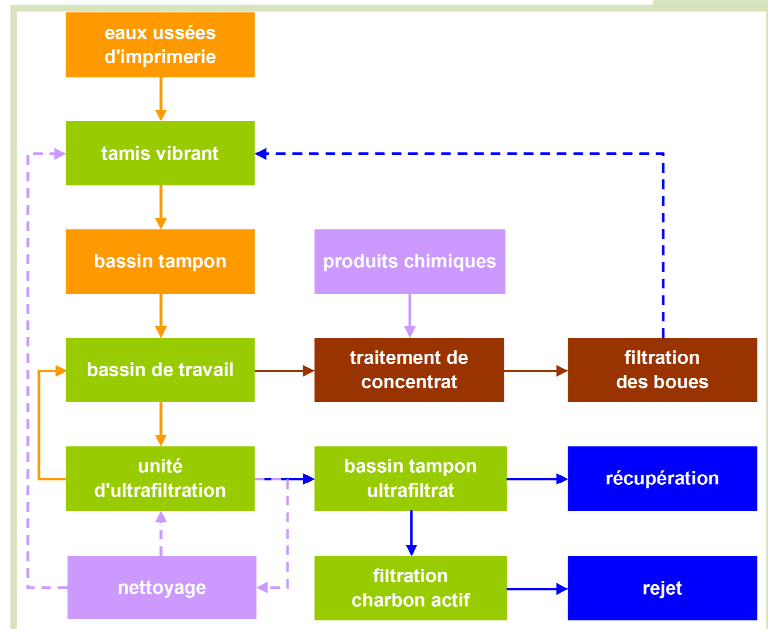 eaux ussées
d'imprimerie
tamis vibrant
bassin tampon
produits chimiques
bassin de travail
traitement de
concentrat
filtration
des boues
unité
d'ultrafiltration
bassin tampon
ultrafiltrat
récupération
nettoyage
filtration
charbon actif
rejet